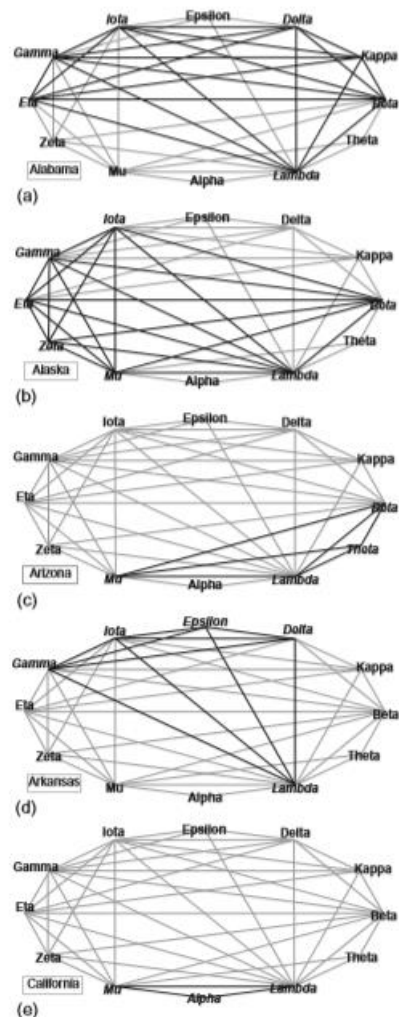 Epsilon
Iota Delta
Gamma Kappa
Eta Beta
Zeta Theta
Alabama Mu Alpha Lambda
(a)
Epsilon
Iota Delta
Gamma Kappa
Eta Beta
Zeta Theta
Alaska Mu Alpha Lambda
(b)
Epsilon
Iota Delta
Gamma Kappa
Eta Beta
Zeta Theta
Arizona Mu Alpha Lambda
(c)
Epsilon
Iota Delta
Gamma Kappa
Eta Beta
Zeta Theta
Arkansas Mu Alpha Lambda
(d)
Epsilon
Iota Delta
Gamma Kappa
Eta Beta
Zeta Theta
California Mu Alpha Lambda
(e)